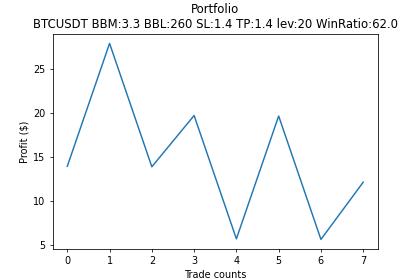 Portfolio
BTCUSDT BBM:3.3 BBL:260 SL:1.4 TP:1.4 lev:20 WinRatio:62.0
25
20
15
10
5
Profit ($)
0 1 2 3 4 5 6 7
Trade counts